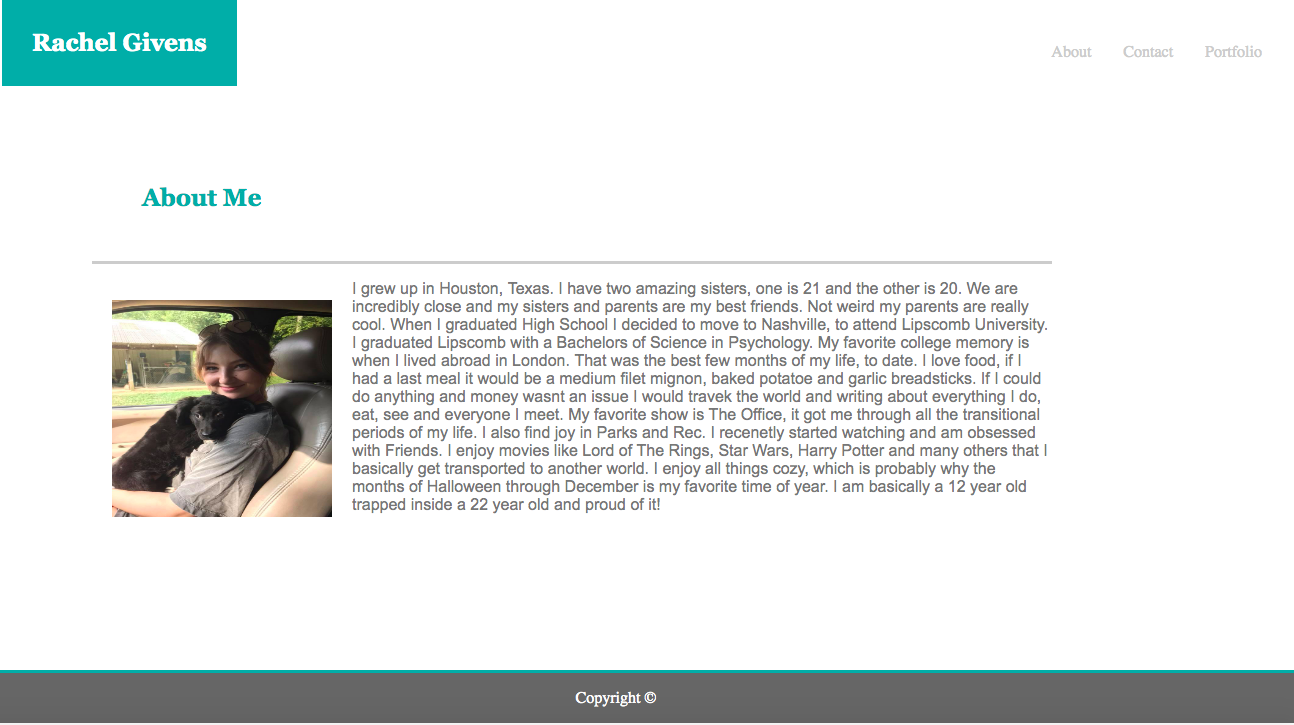 Rachel Givens
About Contact Portfolio
About Me
I grew up in Houston, Texas. I have two amazing sisters, one is 21 and the other is 20. We are
incredibly close and my sisters and parents are my best friends. Not weird my parents are really
cool. When I graduated High School I decided to move to Nashville, to attend Lipscomb University.
I graduated Lipscomb with a Bachelors of Science in Psychology. My favorite college memory is
when I lived abroad in London. That was the best few months of my life, to date. I love food, if I
had a last meal it would be a medium filet mignon, baked potatoe and garlic breadsticks. If I could
do anything and money wasnt an issue I would travek the world and writing about everything I do,
eat, see and everyone I meet. My favorite show is The Office, it got me through all the transitional
periods of my life. I also find joy in Parks and Rec. I recenetly started watching and am obsessed
with Friends. I enjoy movies like Lord of The Rings, Star Wars, Harry Potter and many others that I
basically get transported to another world. I enjoy all things cozy, which is probably why the
months of Halloween through December is my favorite time of year. I am basically a 12 year old
trapped inside a 22 year old and proud of it!
Copyright ©